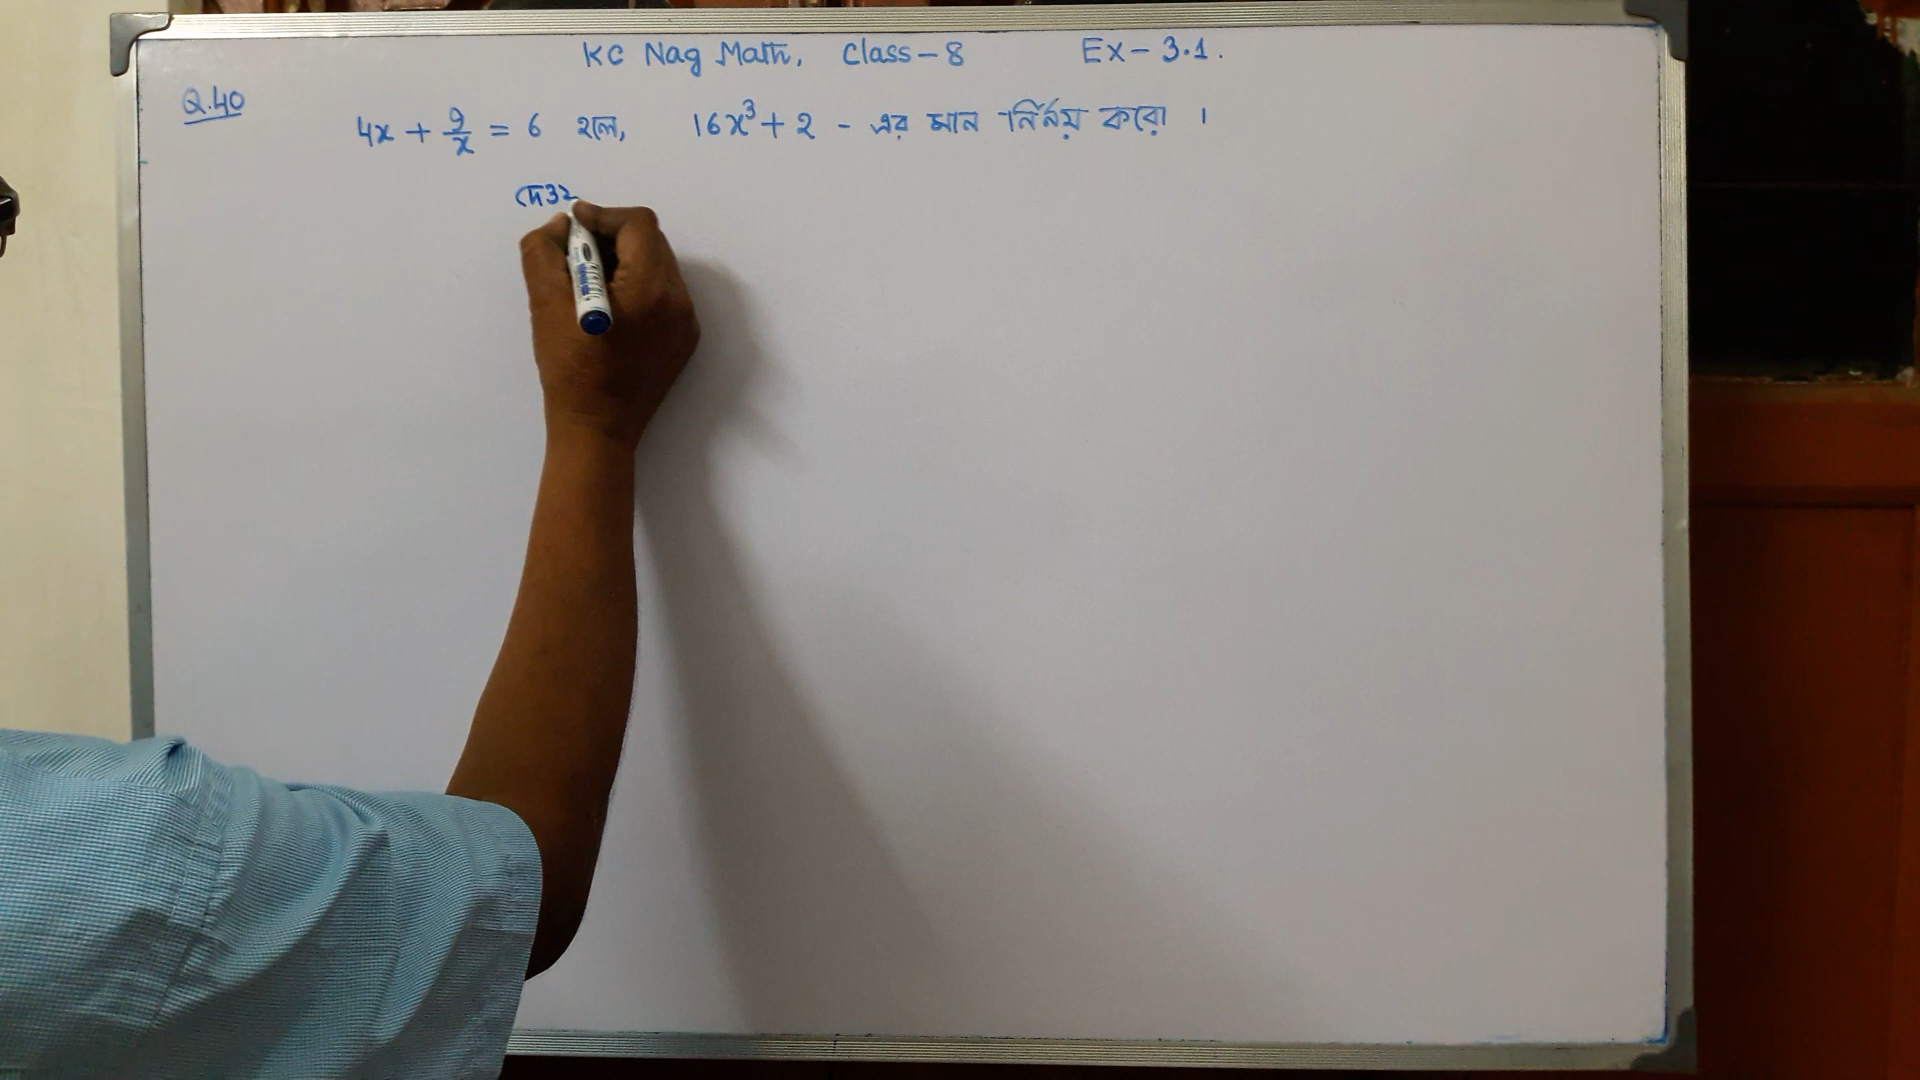 KC Nag Math, Class-8 Ex-3.1.
Q.40
4x + 9/x = 6 হলে, 16x³ + 2 - এর মান নির্ণয় করো ।
দেওয়